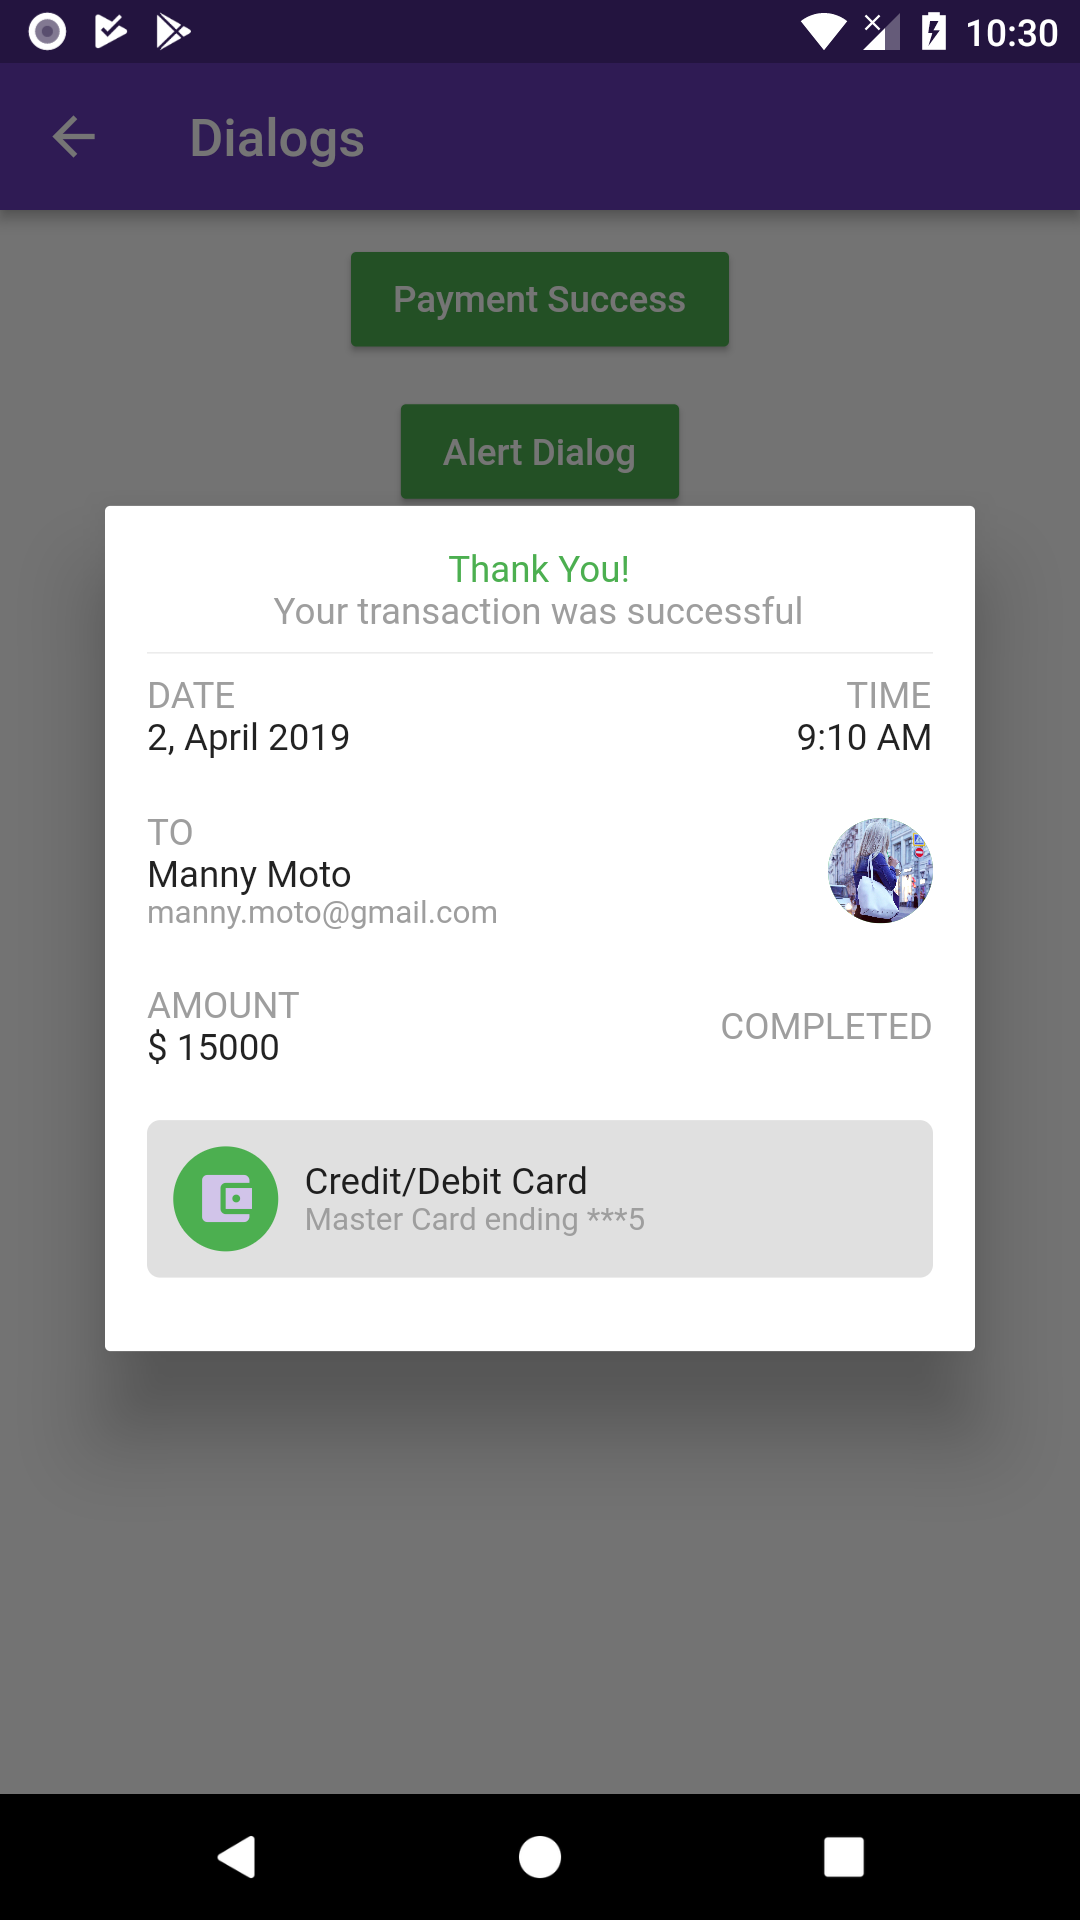 10:30
Dialogs
Payment Success
Alert Dialog
Thank You!
Your transaction was successful
DATE
TIME
2, April 2019
9:10 AM
TO
Manny Moto
manny.moto@gmail.com
AMOUNT
$ 15000
COMPLETED
Credit/Debit Card
Master Card ending ***5